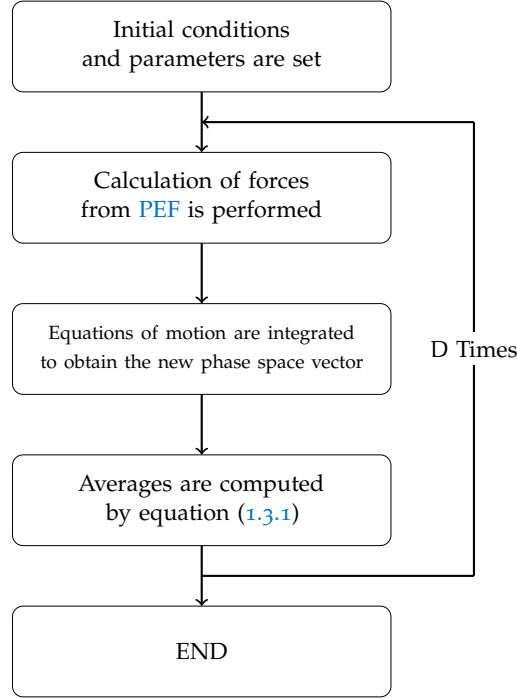 Initial conditions
and parameters are set
Calculation of forces
from PEF is performed
Equations of motion are integrated
to obtain the new phase space vector
D Times
Averages are computed
by equation (1.3.1)
END